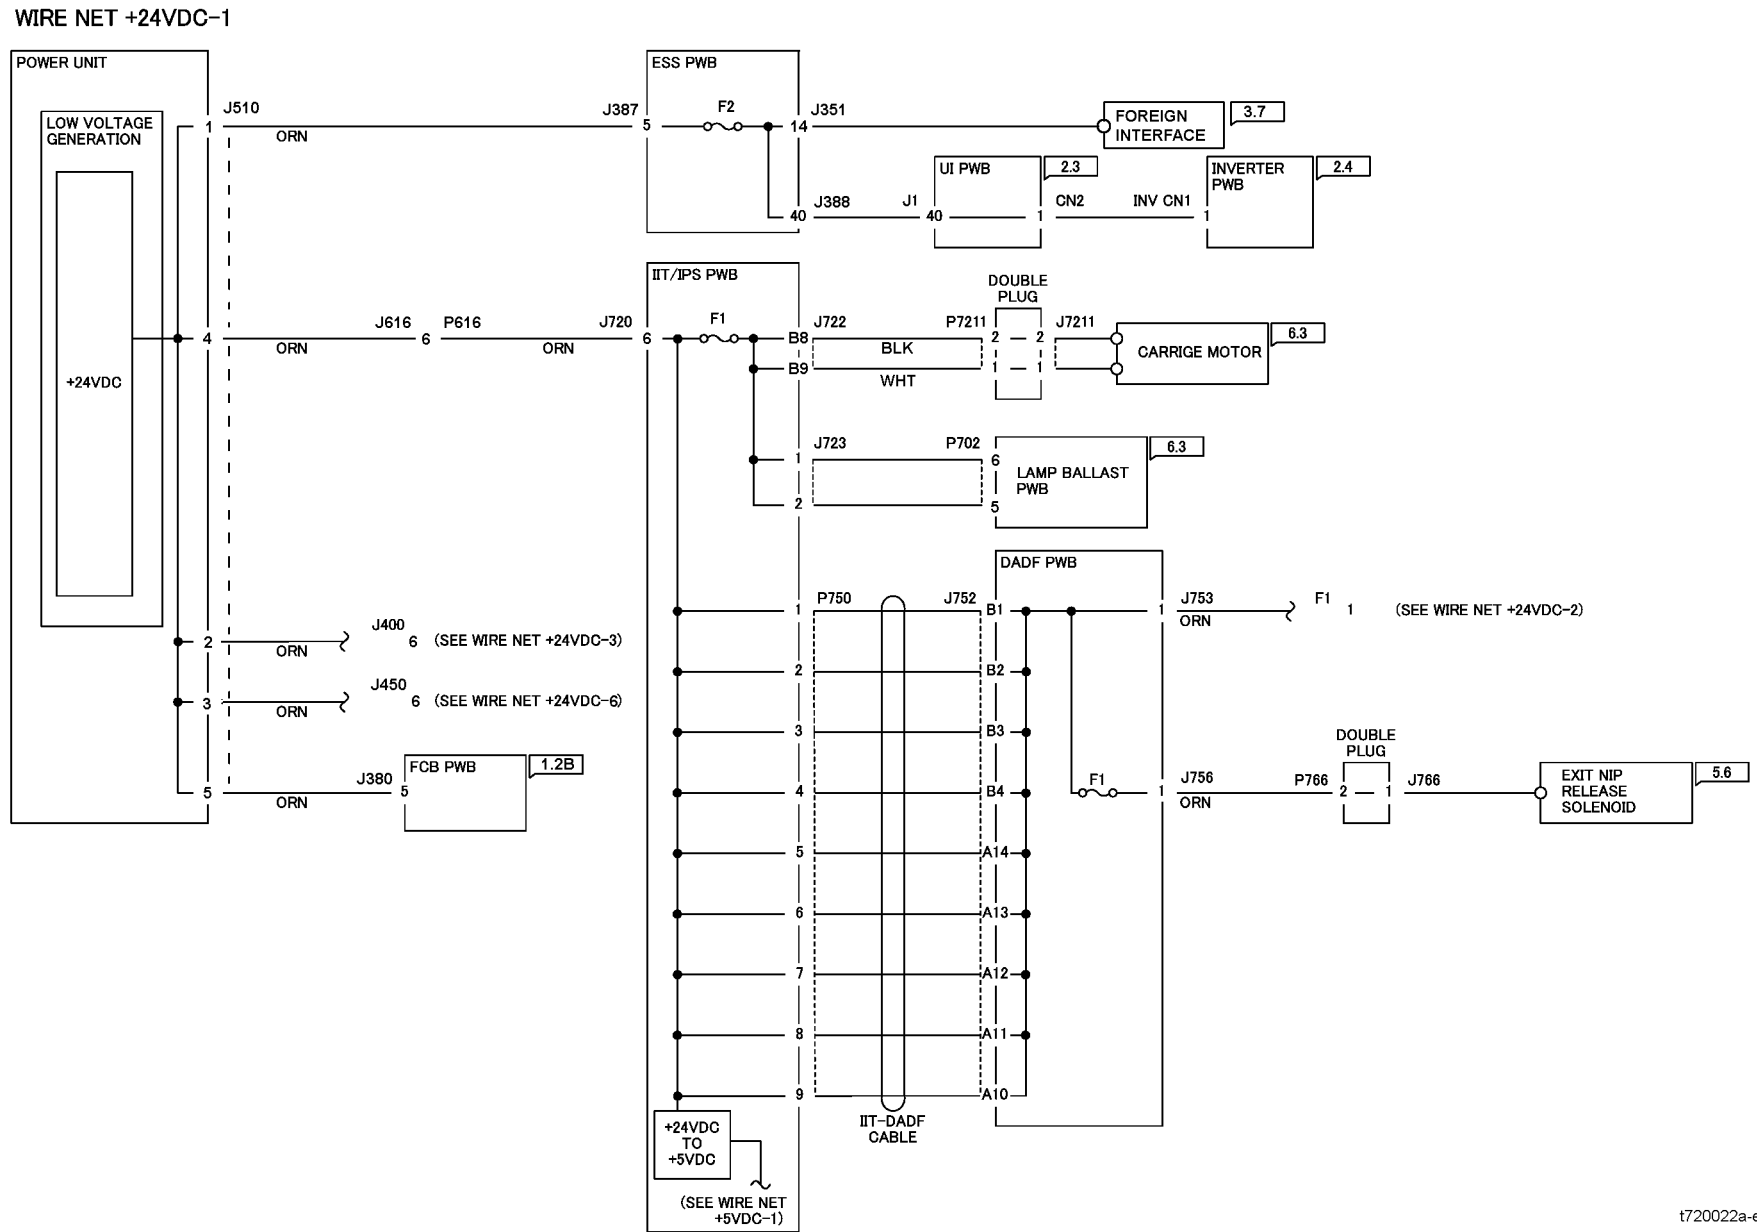 WIRE NET +24VDC-1
POWER UNIT
LOW VOLTAGE
GENERATION
+24VDC
1
J510
ORN
J387
5
ESS PWB
F2
14
J351
FOREIGN
INTERFACE
3.7
40
J388
J1
40
UI PWB
2.3
1
CN2
INV CN1
1
INVERTER
PWB
2.4
4
ORN
J616
6
P616
ORN
J720
6
IIT/IPS PWB
F1
B8
J722
BLK
B9
WHT
P7211
DOUBLE
PLUG
2 — 2
1 — 1
J7211
CARRIGE MOTOR
6.3
1
J723
2
P702
6
5
LAMP BALLAST
PWB
6.3
2
ORN
J400
6 (SEE WIRE NET +24VDC-3)
3
ORN
J450
6 (SEE WIRE NET +24VDC-6)
5
ORN
J380
5
FCB PWB
1.2B
DADF PWB
1
P750
J752
B1
2
B2
3
B3
4
B4
5
A14
6
A13
7
A12
8
A11
9
A10
IIT-DADF
CABLE
1
J753
ORN
F1
1
(SEE WIRE NET +24VDC-2)
F1
1
J756
ORN
P766
DOUBLE
PLUG
2 — 1
J766
EXIT NIP
RELEASE
SOLENOID
5.6
+24VDC
TO
+5VDC
(SEE WIRE NET
+5VDC-1)